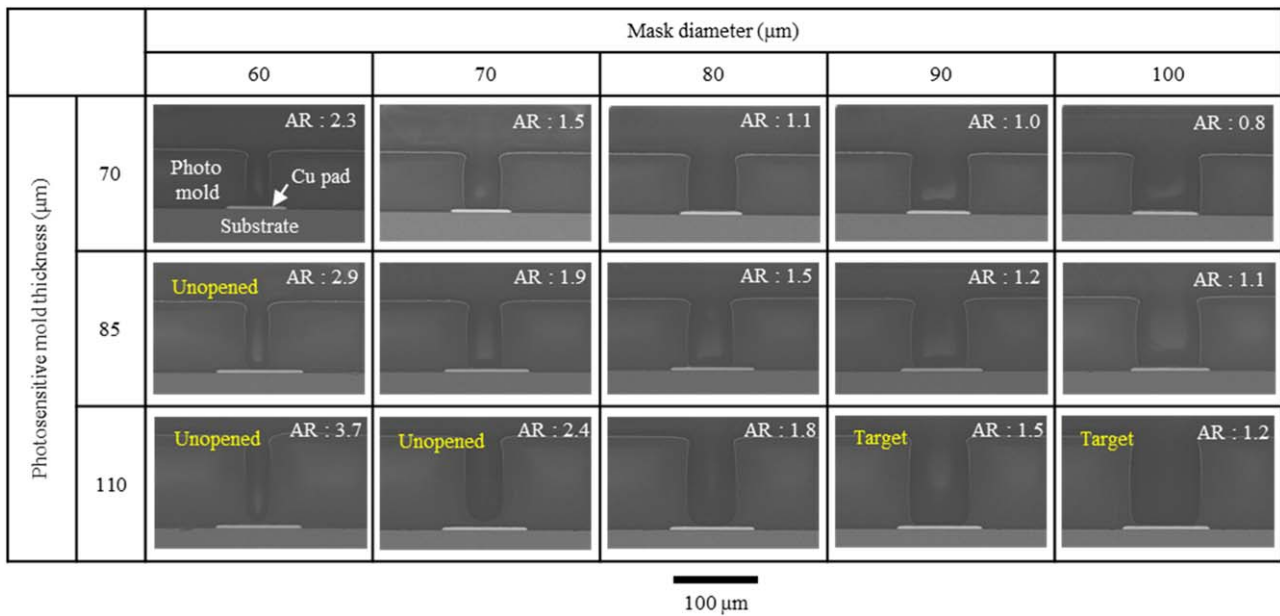 Mask diameter (μm)
60 70 80 90 100
Photosensitive mold thickness (μm)
70
AR : 2.3
Photo
mold
Cu pad
Substrate
AR : 1.5
AR : 1.1
AR : 1.0
AR : 0.8
85
Unopened
AR : 2.9
AR : 1.9
AR : 1.5
AR : 1.2
AR : 1.1
110
Unopened
AR : 3.7
Unopened
AR : 2.4
AR : 1.8
Target
AR : 1.5
Target
AR : 1.2
100 μm